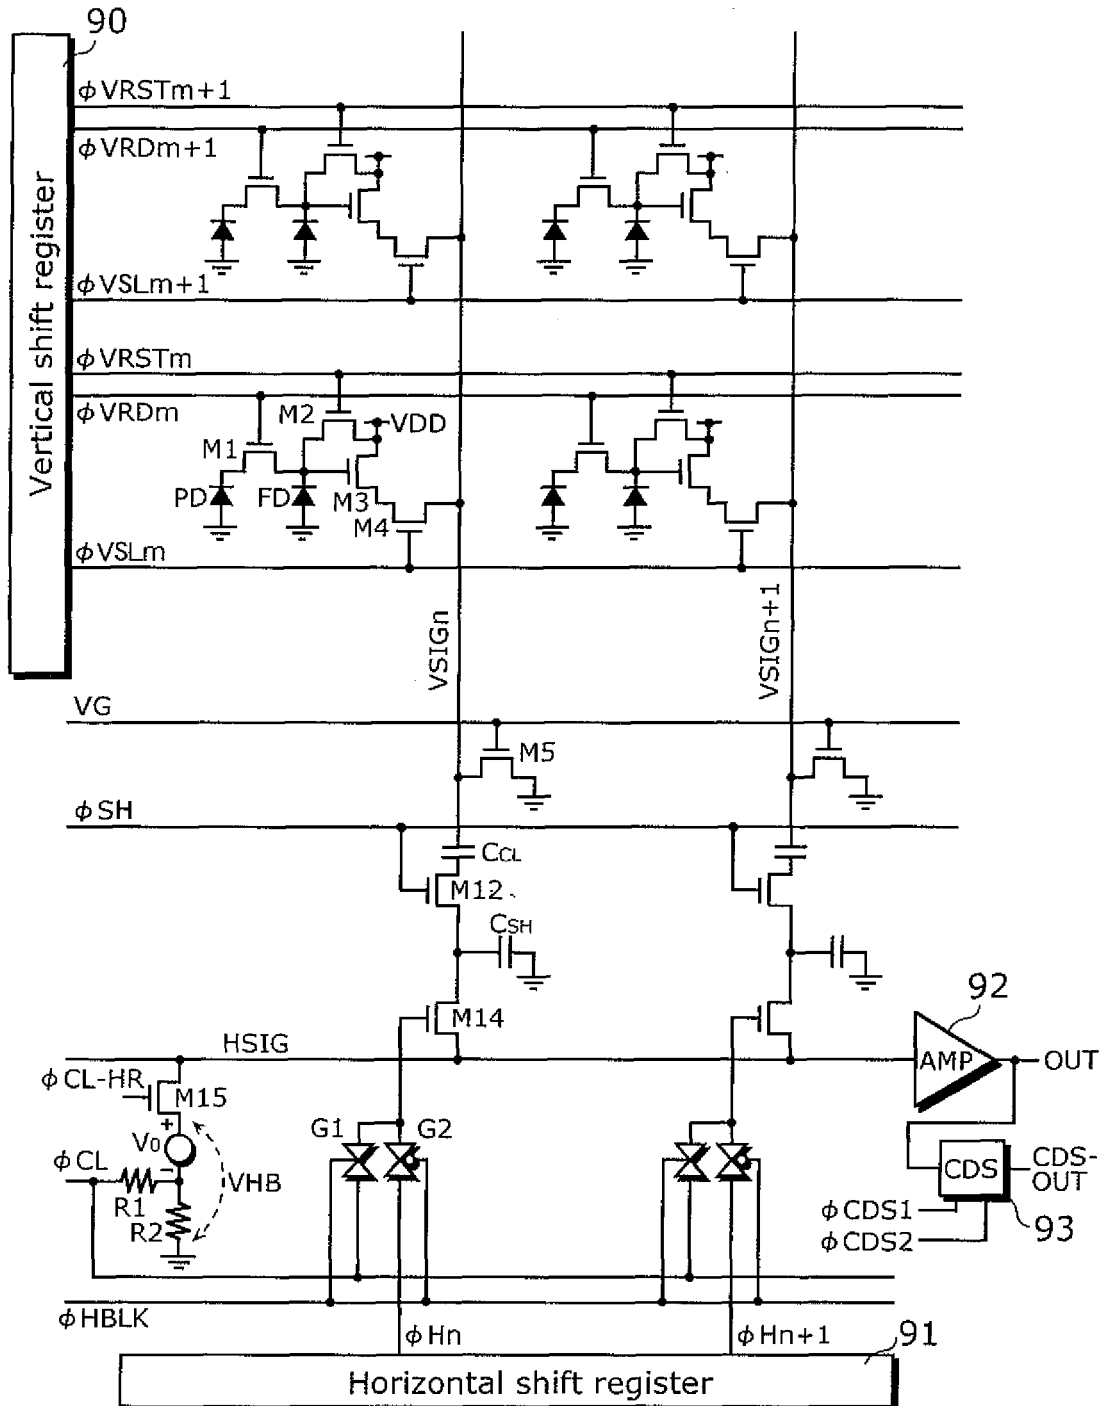 90
Vertical shift register
φVRSTm+1
φVRDm+1
φVSLm+1
φVRSTm
φVRDm
M2
VDD
M1
PD
FD
M3
M4
φVSLm
VSIGn
VSIGn+1
VG
M5
φSH
CCL
M12
CSH
M14
92
HSIG
AMP
OUT
φCL-HR
M15
+
V0
-
G1
G2
φCL
VHB
R1
R2
CDS
CDS-
OUT
φCDS1
φCDS2
93
φHBLK
φHn
φHn+1
91
Horizontal shift register